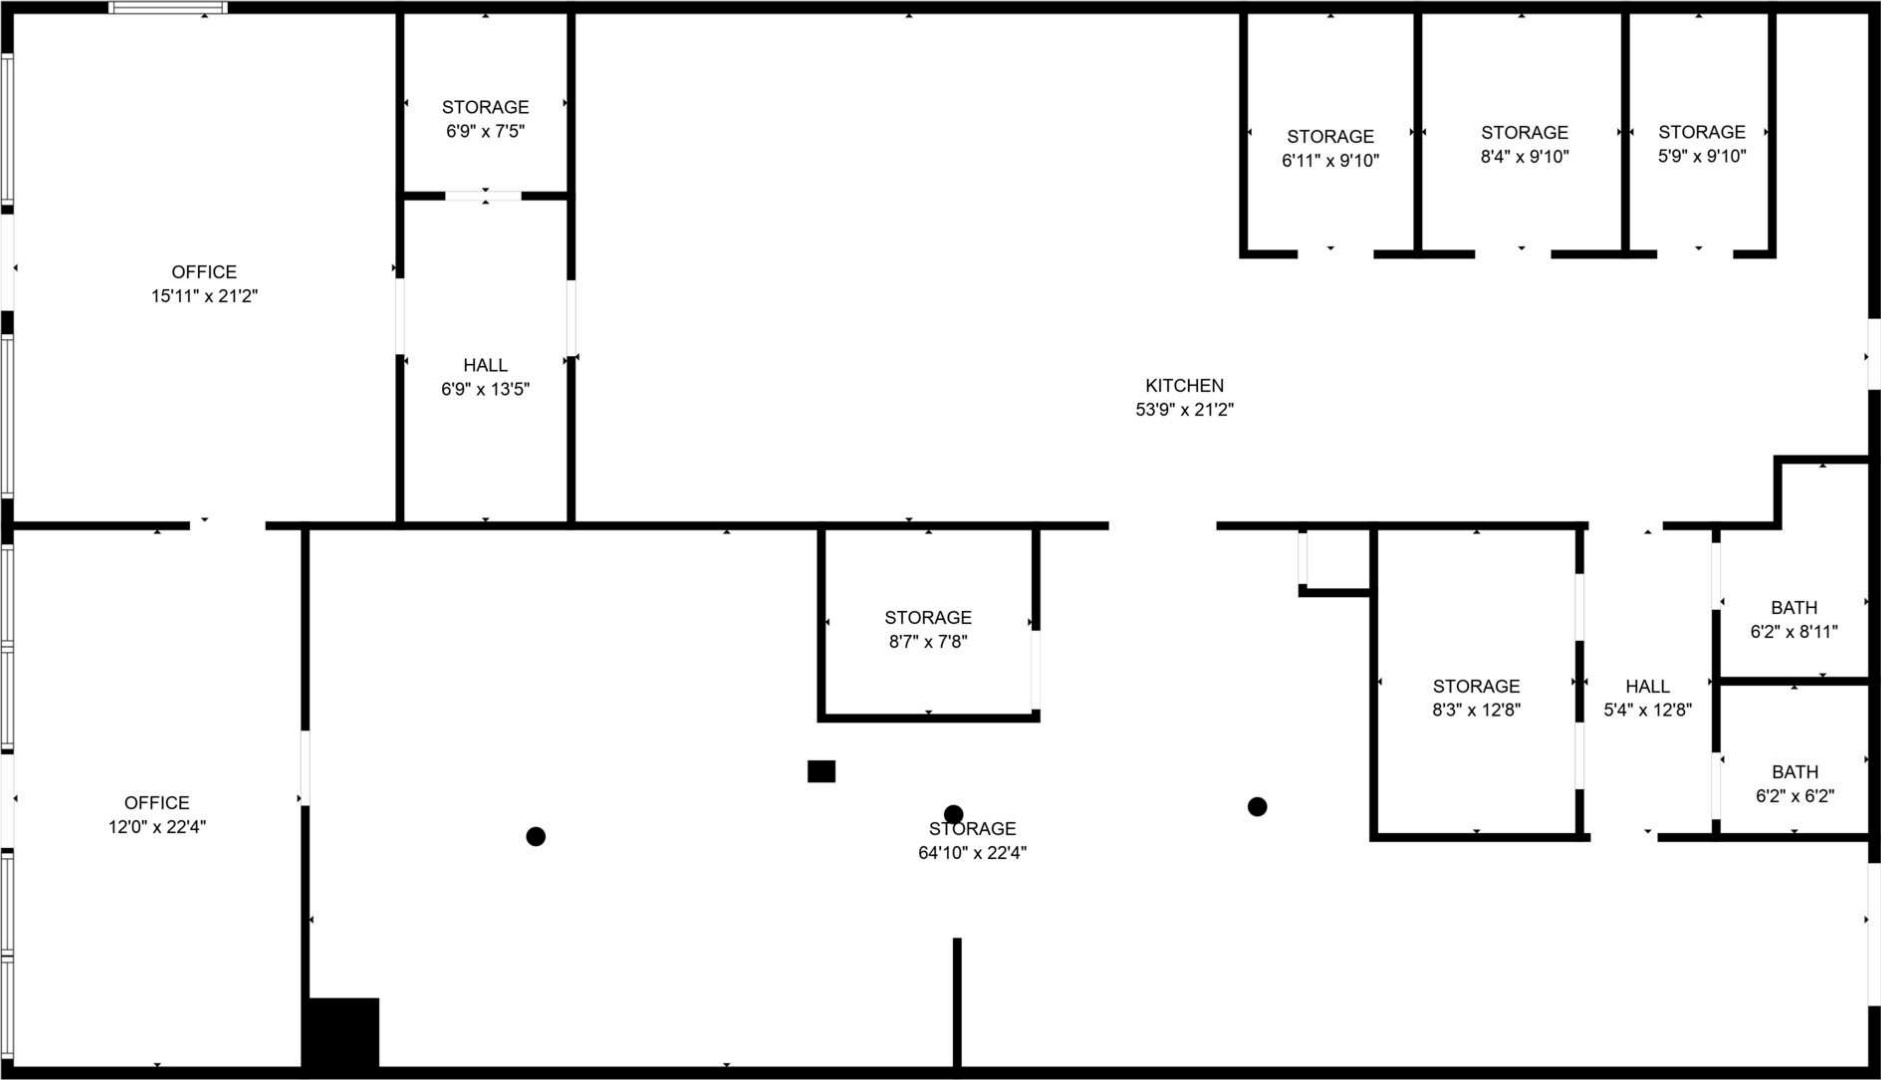 STORAGE
6'9" x 7'5"
STORAGE
6'11" x 9'10"
STORAGE
8'4" x 9'10"
STORAGE
5'9" x 9'10"
OFFICE
15'11" x 21'2"
HALL
6'9" x 13'5"
KITCHEN
53'9" x 21'2"
STORAGE
8'7" x 7'8"
BATH
6'2" x 8'11"
STORAGE
8'3" x 12'8"
HALL
5'4" x 12'8"
BATH
6'2" x 6'2"
OFFICE
12'0" x 22'4"
STORAGE
64'10" x 22'4"